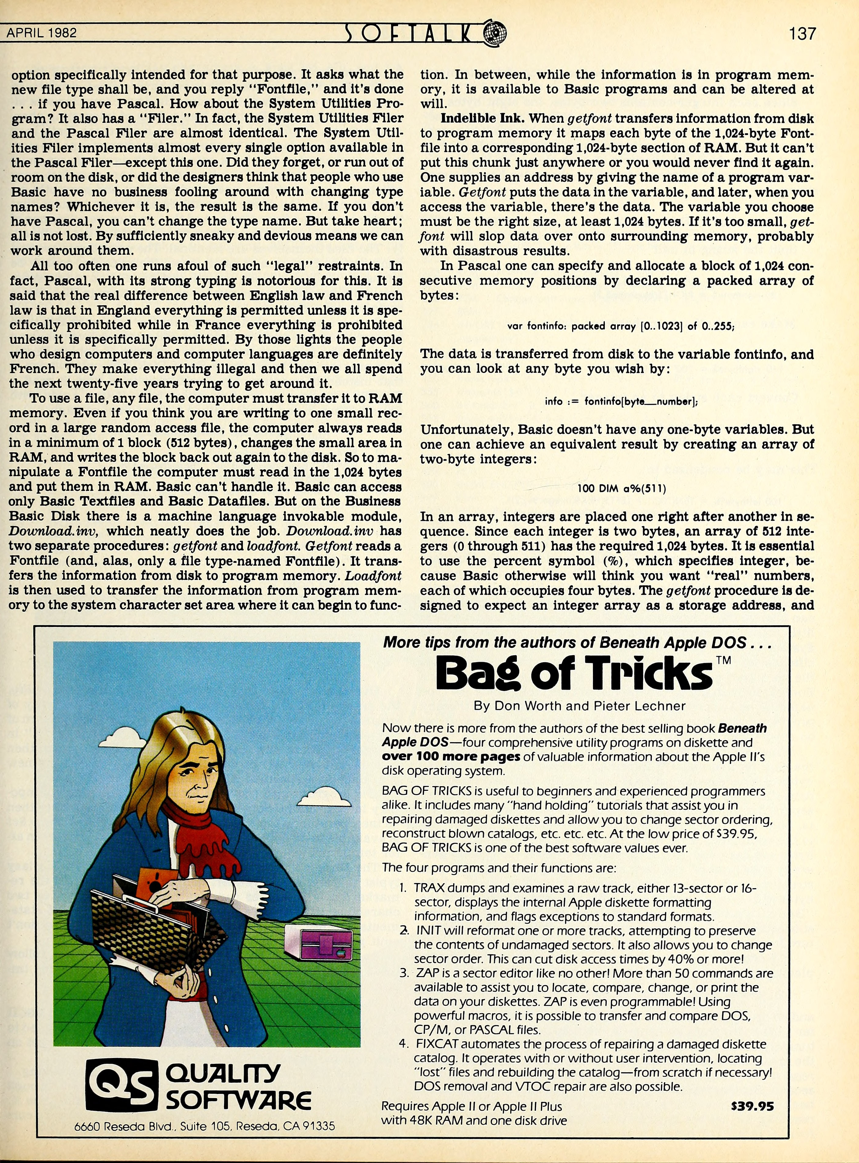 APRIL 1982
SOFTALK
137
option specifically intended for that purpose. It asks what the
new file type shall be, and you reply "Fontfile," and it's done
. . . if you have Pascal. How about the System Utilities Pro-
gram? It also has a "Filer." In fact, the System Utilities Filer
and the Pascal Filer are almost identical. The System Util-
ities Filer implements almost every single option available in
the Pascal Filer—except this one. Did they forget, or run out of
room on the disk, or did the designers think that people who use
Basic have no business fooling around with changing type
names? Whichever it is, the result is the same. If you don't
have Pascal, you can't change the type name. But take heart;
all is not lost. By sufficiently sneaky and devious means we can
work around them.
All too often one runs afoul of such "legal" restraints. In
fact, Pascal, with its strong typing is notorious for this. It is
said that the real difference between English law and French
law is that in England everything is permitted unless it is spe-
cifically prohibited while in France everything is prohibited
unless it is specifically permitted. By those lights the people
who design computers and computer languages are definitely
French. They make everything illegal and then we all spend
the next twenty-five years trying to get around it.
To use a file, any file, the computer must transfer it to RAM
memory. Even if you think you are writing to one small rec-
ord in a large random access file, the computer always reads
in a minimum of 1 block (512 bytes), changes the small area in
RAM, and writes the block back out again to the disk. So to ma-
nipulate a Fontfile the computer must read in the 1,024 bytes
and put them in RAM. Basic can't handle it. Basic can access
only Basic Textfiles and Basic Datafiles. But on the Business
Basic Disk there is a machine language invokable module,
Download.inv, which neatly does the job. Download.inv has
two separate procedures: getfont and loadfont. Getfont reads a
Fontfile (and, alas, only a file type-named Fontfile). It trans-
fers the information from disk to program memory. Loadfont
is then used to transfer the information from program mem-
ory to the system character set area where it can begin to func-
tion. In between, while the information is in program mem-
ory, it is available to Basic programs and can be altered at
will.
Indelible Ink. When getfont transfers information from disk
to program memory it maps each byte of the 1,024-byte Font-
file into a corresponding 1,024-byte section of RAM. But it can't
put this chunk just anywhere or you would never find it again.
One supplies an address by giving the name of a program var-
iable. Getfont puts the data in the variable, and later, when you
access the variable, there's the data. The variable you choose
must be the right size, at least 1,024 bytes. If it's too small, get-
font will slop data over onto surrounding memory, probably
with disastrous results.
In Pascal one can specify and allocate a block of 1,024 con-
secutive memory positions by declaring a packed array of
bytes:
var fontinfo: packed array [0..1023] of 0..255;
The data is transferred from disk to the variable fontinfo, and
you can look at any byte you wish by:
info := fontinfo[byte__number];
Unfortunately, Basic doesn't have any one-byte variables. But
one can achieve an equivalent result by creating an array of
two-byte integers:
100 DIM a%(511)
In an array, integers are placed one right after another in se-
quence. Since each integer is two bytes, an array of 512 inte-
gers (0 through 511) has the required 1,024 bytes. It is essential
to use the percent symbol (%), which specifies integer, be-
cause Basic otherwise will think you want "real" numbers,
each of which occupies four bytes. The getfont procedure is de-
signed to expect an integer array as a storage address, and
More tips from the authors of Beneath Apple DOS . . .
Bag of Tricks™
By Don Worth and Pieter Lechner
Now there is more from the authors of the best selling book Beneath
Apple DOS—four comprehensive utility programs on diskette and
over 100 more pages of valuable information about the Apple II's
disk operating system.
BAG OF TRICKS is useful to beginners and experienced programmers
alike. It includes many "hand holding" tutorials that assist you in
repairing damaged diskettes and allow you to change sector ordering,
reconstruct blown catalogs, etc. etc. etc. At the low price of $39.95,
BAG OF TRICKS is one of the best software values ever.
The four programs and their functions are:
1. TRAX dumps and examines a raw track, either 13-sector or 16-
sector, displays the internal Apple diskette formatting
information, and flags exceptions to standard formats.
2. INIT will reformat one or more tracks, attempting to preserve
the contents of undamaged sectors. It also allows you to change
sector order. This can cut disk access times by 40% or more!
3. ZAP is a sector editor like no other! More than 50 commands are
available to assist you to locate, compare, change, or print the
data on your diskettes. ZAP is even programmable! Using
powerful macros, it is possible to transfer and compare DOS,
CP/M, or PASCAL files.
4. FIXCAT automates the process of repairing a damaged diskette
catalog. It operates with or without user intervention, locating
"lost" files and rebuilding the catalog—from scratch if necessary!
DOS removal and VTOC repair are also possible.
Requires Apple II or Apple II Plus
with 48K RAM and one disk drive
$39.95
QS QUALITY
SOFTWARE
6660 Reseda Blvd., Suite 105, Reseda, CA 91335